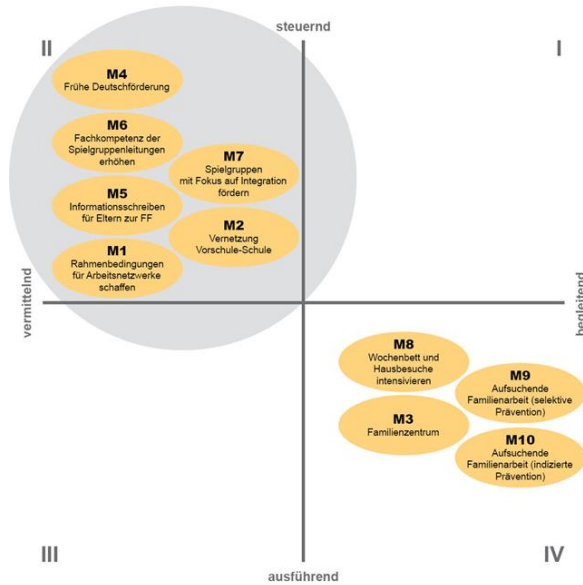 steuernd
II
I
M4
Frühe Deutschförderung
M6
Fachkompetenz der
Spielgruppenleitungen
erhöhen
M7
Spielgruppen
mit Fokus auf Integration
fördern
M5
Informationsschreiben
für Eltern zur FF
M2
Vernetzung
Vorschule-Schule
M1
Rahmenbedingungen
für Arbeitsnetzwerke
schaffen
vermittelnd
begleitend
M8
Wochenbett und
Hausbesuche
intensivieren
M9
Aufsuchende
Familienarbeit (selektive
Prävention)
M3
Familienzentrum
M10
Aufsuchende
Familienarbeit (indizierte
Prävention)
III
IV
ausführend